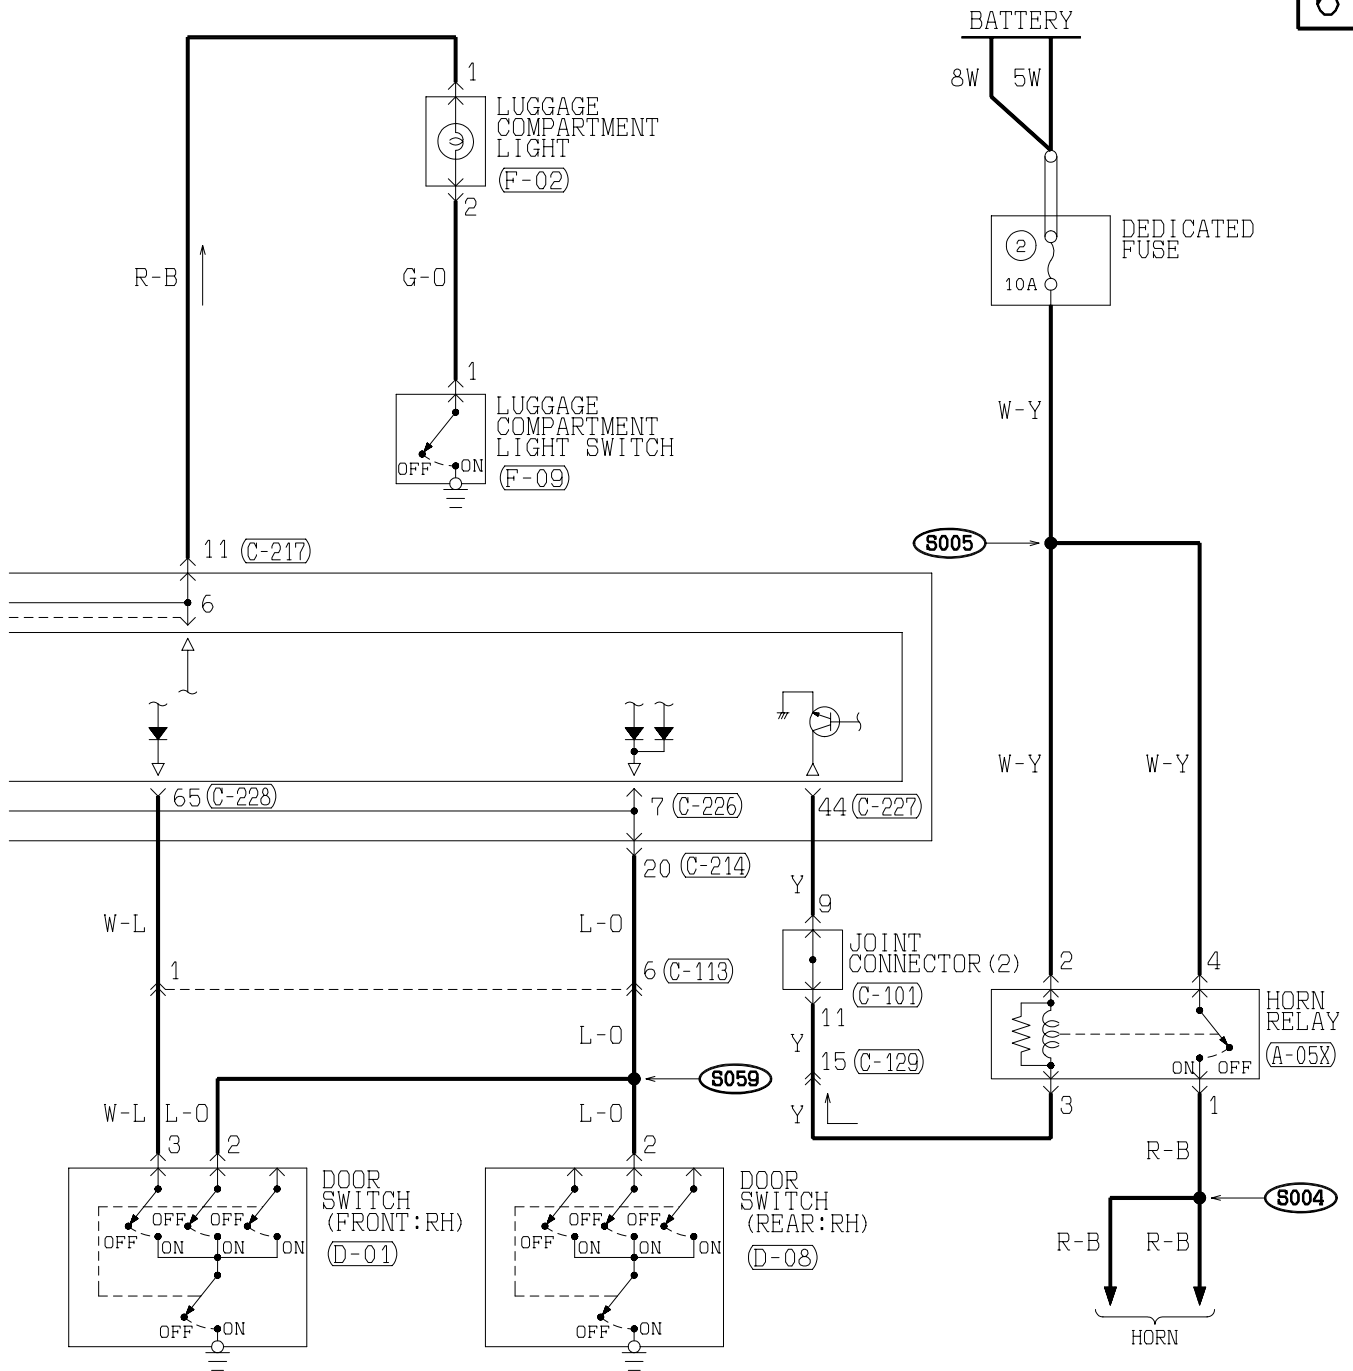 BATTERY
8W
5W
1
LUGGAGE
COMPARTMENT
LIGHT
(F-02)
2
DEDICATED
FUSE
2
10A
R-B
G-O
1
LUGGAGE
COMPARTMENT
LIGHT SWITCH
(F-09)
OFF
ON
W-Y
S005
11 (C-217)
6
W-Y
W-Y
65 (C-228)
7 (C-226)
44 (C-227)
20 (C-214)
Y
9
W-L
L-O
JOINT
CONNECTOR (2)
(C-101)
1
6 (C-113)
2
4
HORN
RELAY
(A-05X)
ON
OFF
11
L-O
Y
15 (C-129)
S059
3
1
W-L
L-O
L-O
Y
3
2
2
R-B
DOOR
SWITCH
(FRONT:RH)
(D-01)
OFF
OFF
OFF
ON
ON
ON
OFF
ON
DOOR
SWITCH
(REAR:RH)
(D-08)
OFF
OFF
OFF
ON
ON
ON
OFF
ON
S004
R-B
R-B
HORN